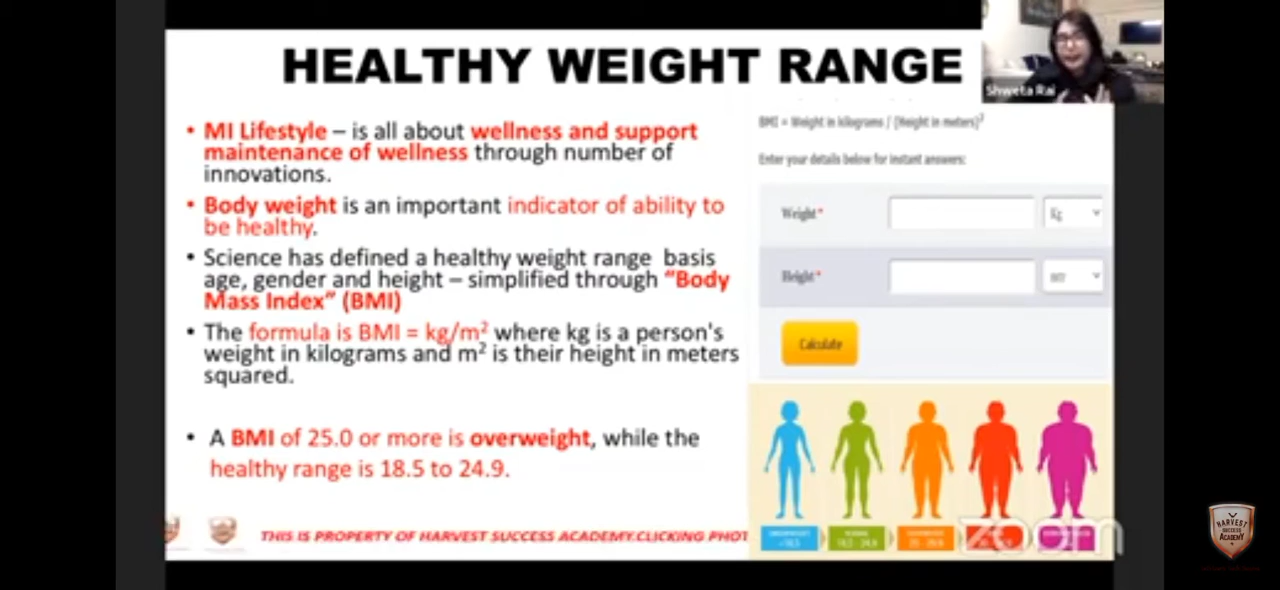 HEALTHY WEIGHT RANGE
Shweta Rai
• MI Lifestyle – is all about wellness and support
maintenance of wellness through number of
innovations.
• Body weight is an important indicator of ability to
be healthy.
• Science has defined a healthy weight range basis
age, gender and height – simplified through “Body
Mass Index” (BMI)
• The formula is BMI = kg/m² where kg is a person's
weight in kilograms and m² is their height in meters
squared.
• A BMI of 25.0 or more is overweight, while the
healthy range is 18.5 to 24.9.
BMI = Weight in kilograms / (Height in meters)²
Enter your details below for instant answers:
Weight*
Kg
Height*
Calculate
18.5 - 24.9
zoom
THIS IS PROPERTY OF HARVEST SUCCESS ACADEMY.CLICKING PHOT
HARVEST
SUCCESS
ACADEMY